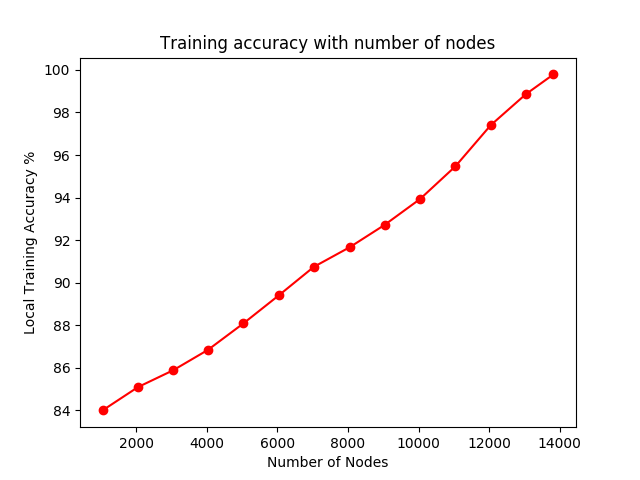 Training accuracy with number of nodes
100
98
96
94
92
90
88
86
84
Local Training Accuracy %
2000 4000 6000 8000 10000 12000 14000
Number of Nodes